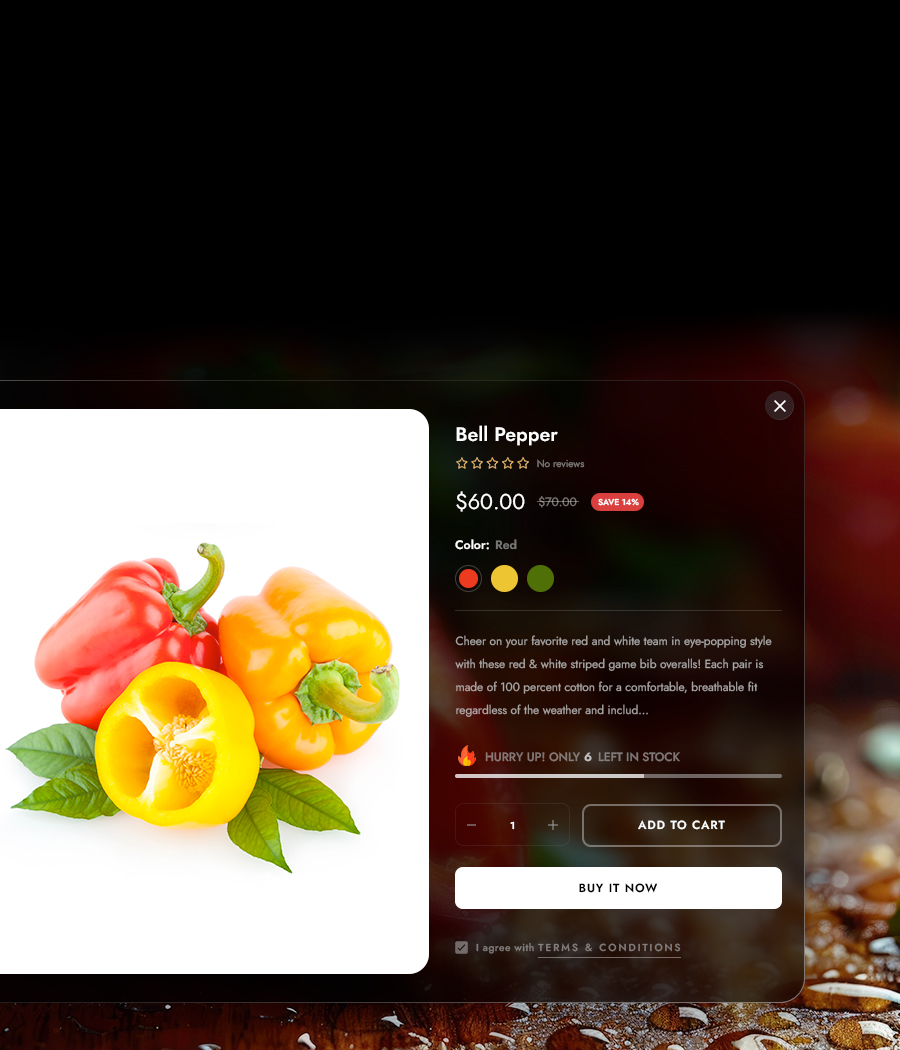 Bell Pepper
No reviews
$60.00 $70.00 SAVE 14%
Color: Red
Cheer on your favorite red and white team in eye-popping style
with these red & white striped game bib overalls! Each pair is
made of 100 percent cotton for a comfortable, breathable fit
regardless of the weather and includ...
HURRY UP! ONLY 6 LEFT IN STOCK
1
ADD TO CART
BUY IT NOW
I agree with TERMS & CONDITIONS